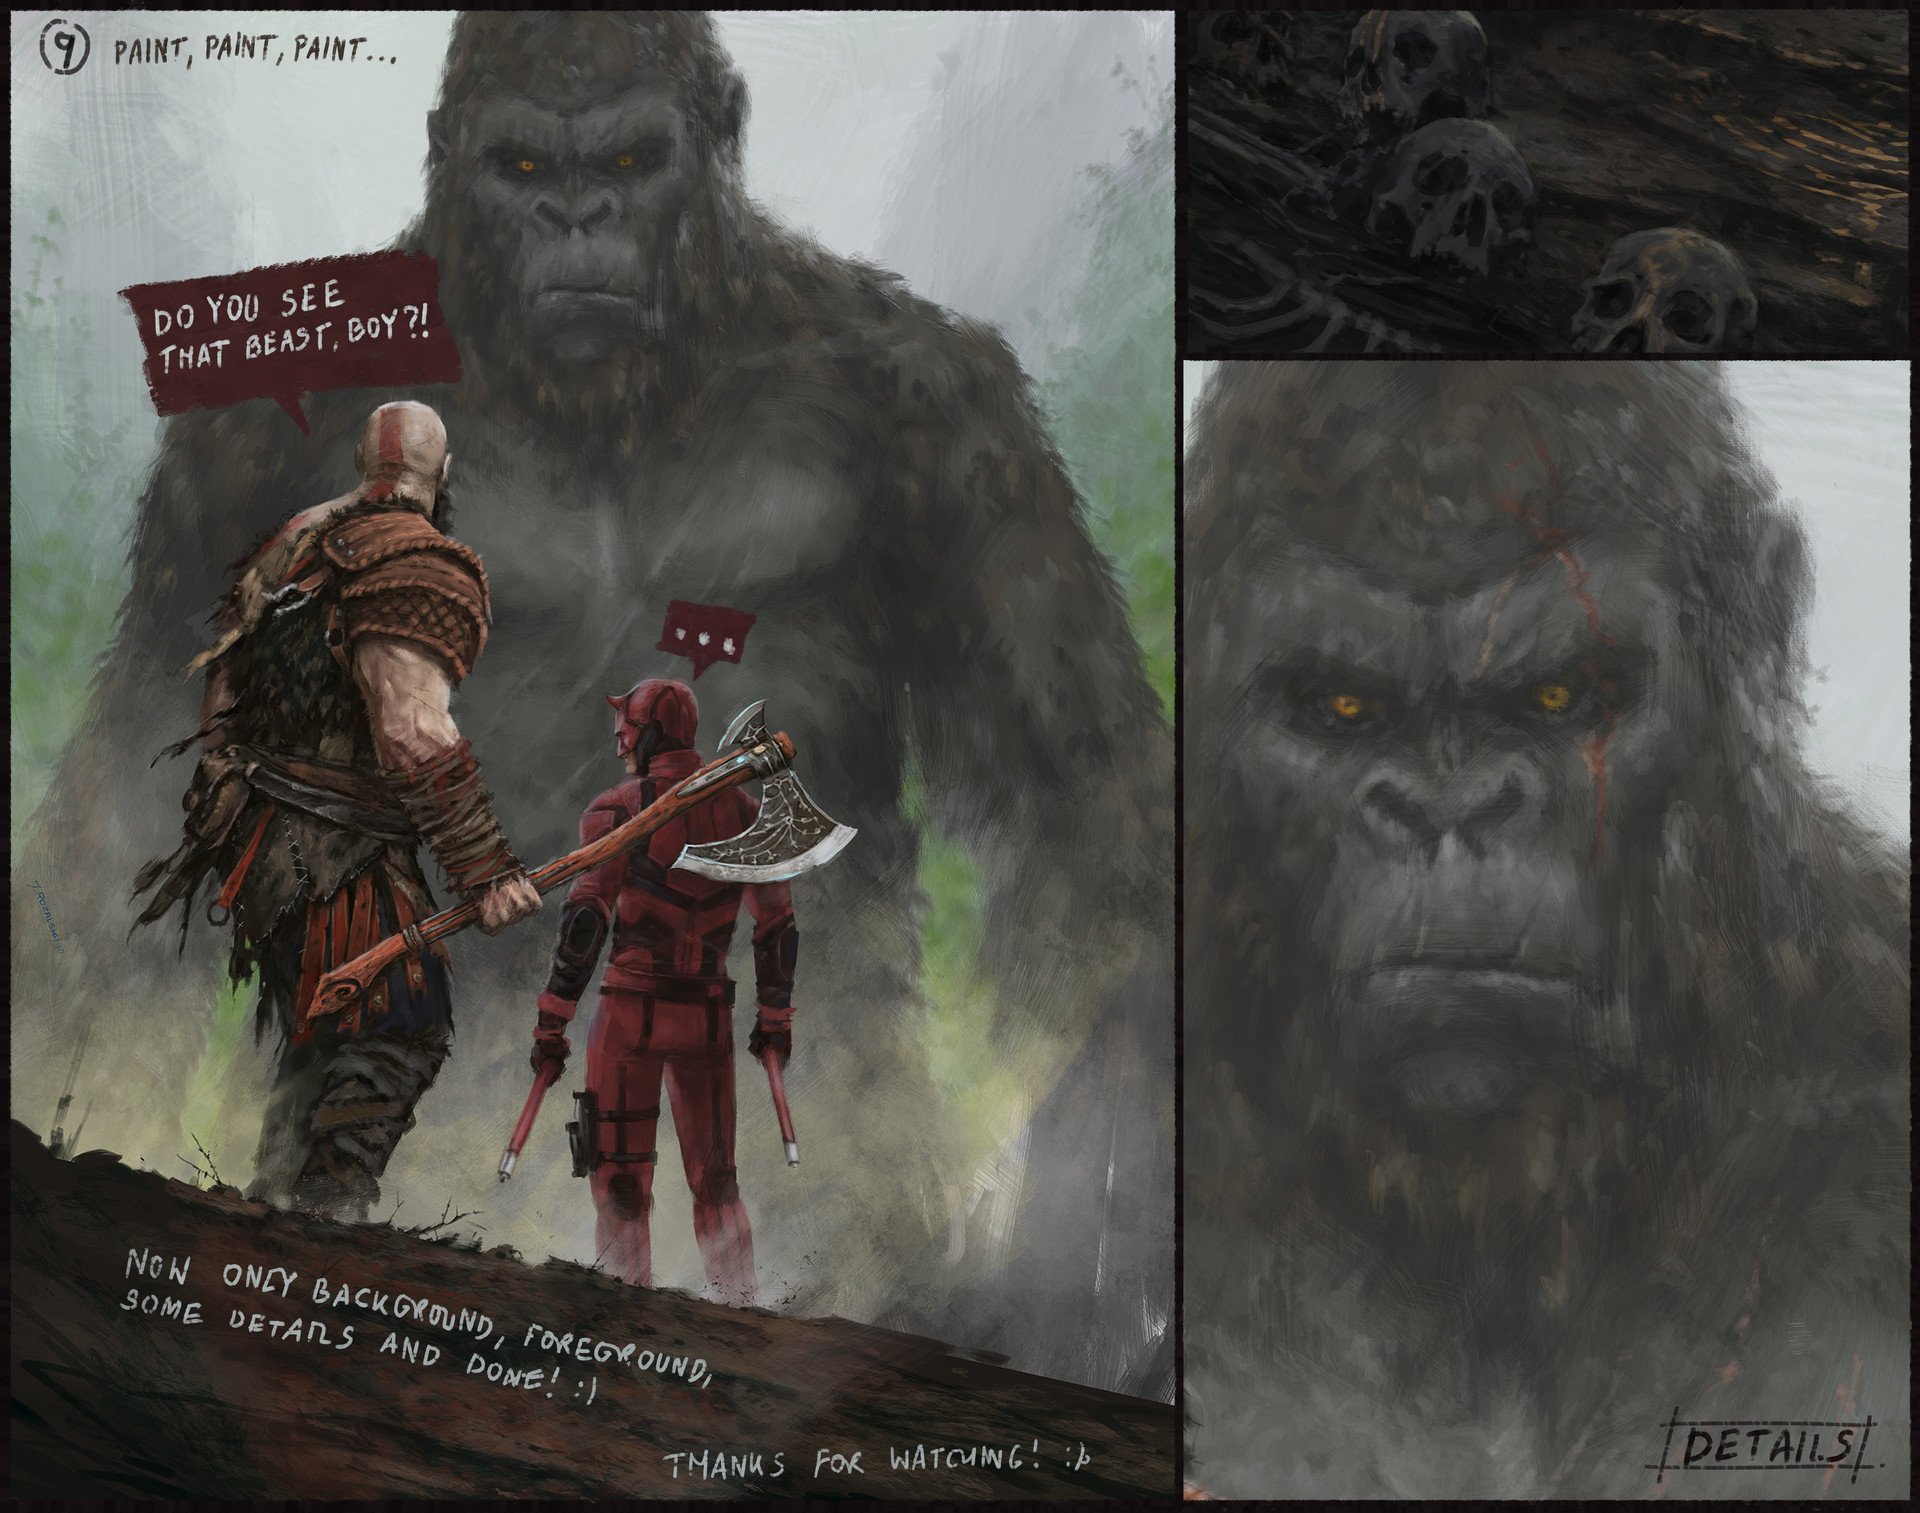 9 PAINT, PAINT, PAINT...
DO YOU SEE
THAT BEAST, BOY?!
...
J. ROZALSKI
NOW ONLY BACKGROUND, FOREGROUND,
SOME DETAILS AND DONE! :)
THANKS FOR WATCHING! :)
DETAILS